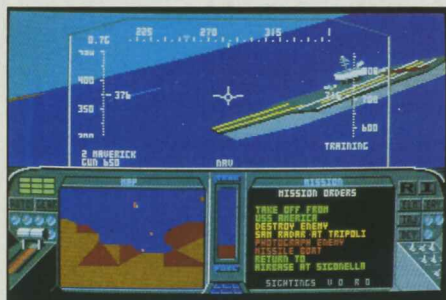 0.7G
225 270 315
400
376
350
300
700
600
2 MAVERICK
GUN 650
NAV
TRAINING
MAP
MISSION
MISSION ORDERS
TAKE OFF FROM
USS AMERICA
DESTROY ENEMY
SAM RADAR AT TRIPOLI
PHOTOGRAPH ENEMY
MISSILE BOAT
RETURN TO
AIRBASE AT SIGONELLA
FUEL
SIGHTINGS